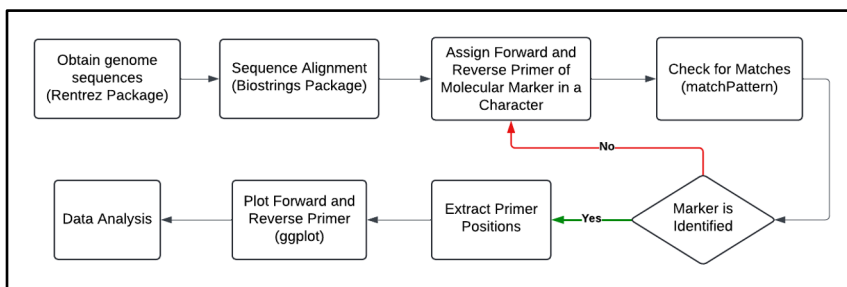 Obtain genome
sequences
(Rentrez Package)
Sequence Alignment
(Biostrings Package)
Assign Forward and
Reverse Primer of
Molecular Marker in a
Character
Check for Matches
(matchPattern)
No
Marker is
Identified
Yes
Extract Primer
Positions
Plot Forward and
Reverse Primer
(ggplot)
Data Analysis